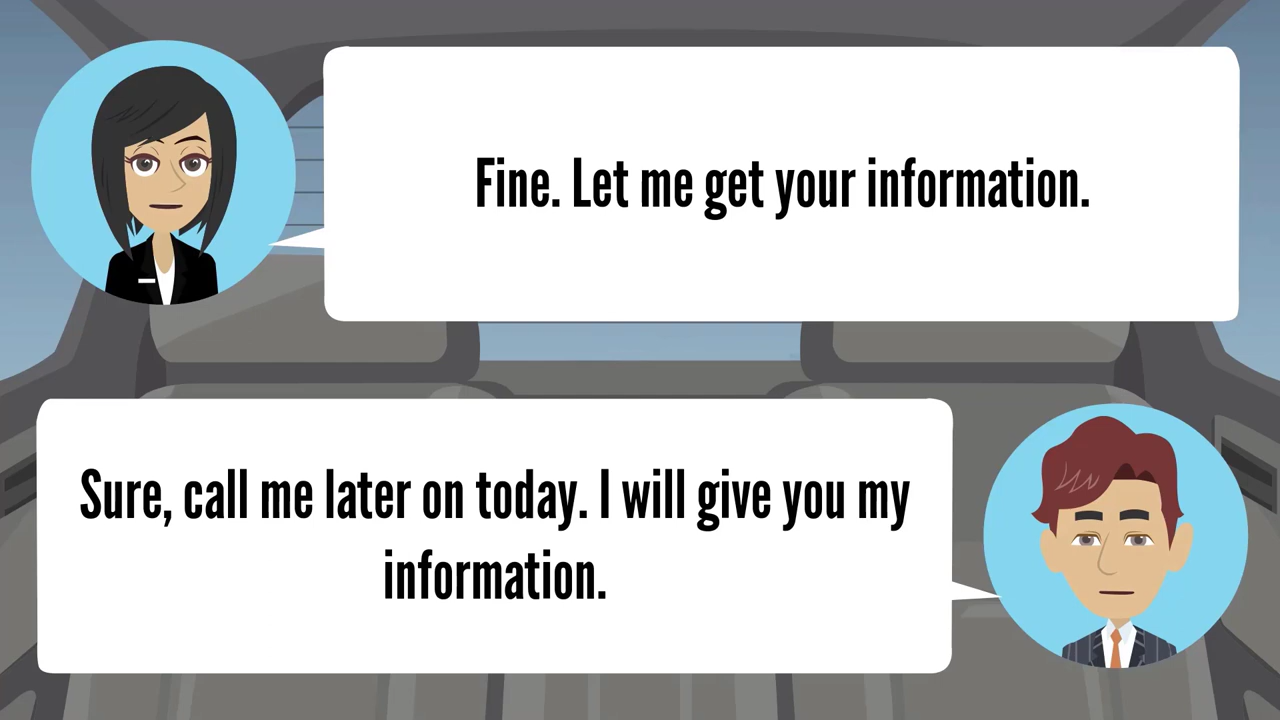 Fine. Let me get your information.
Sure, call me later on today. I will give you my
information.